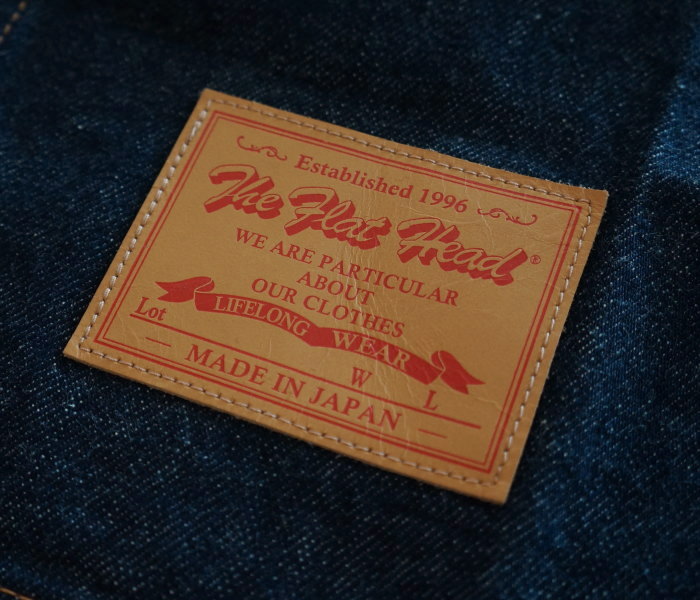 Established 1996
The Flat Head®
WE ARE PARTICULAR
ABOUT
OUR CLOTHES
LIFELONG WEAR
Lot W L
MADE IN JAPAN